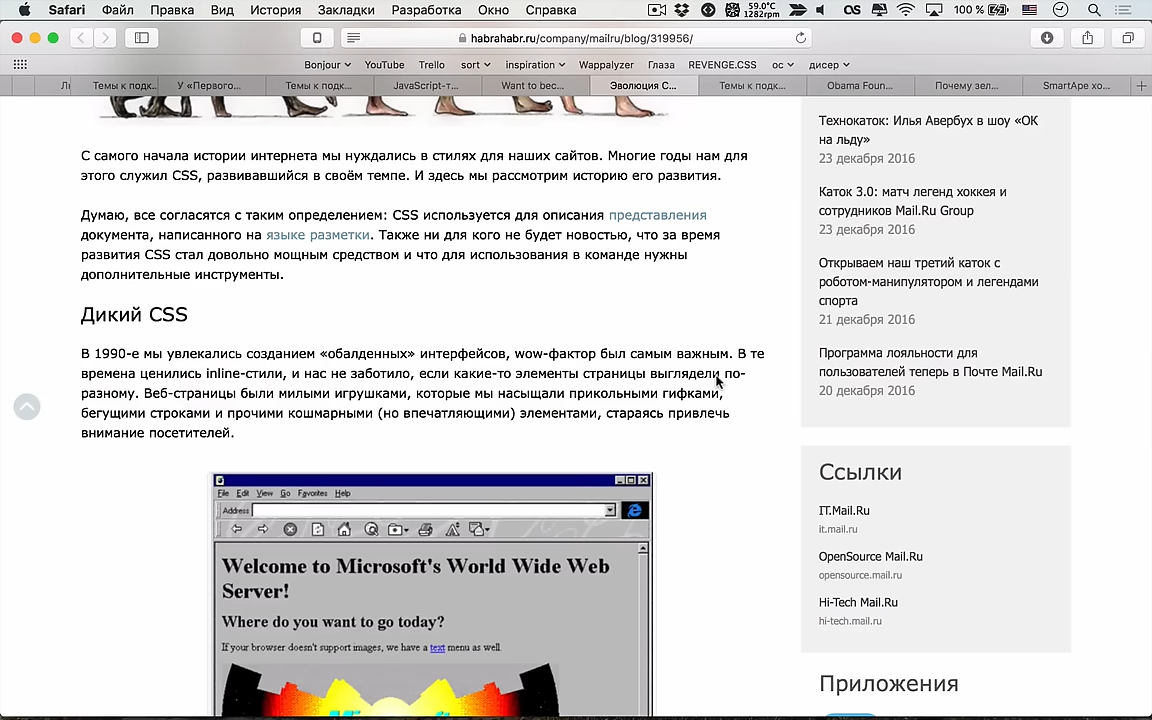 Safari Файл Правка Вид История Закладки Разработка Окно Справка 59.0°C 1282rpm 100 %
habrahabr.ru/company/mailru/blog/319956/
Bonjour YouTube Trello sort inspiration Wappalyzer Глаза REVENGE.CSS ос дисер
Темы к подк... У «Первого... Темы к подк... JavaScript-т... Want to bec... Эволюция C... Темы к подк... Obama Foun... Почему зел... SmartApe хо...
С самого начала истории интернета мы нуждались в стилях для наших сайтов. Многие годы нам для
этого служил CSS, развивавшийся в своём темпе. И здесь мы рассмотрим историю его развития.
Думаю, все согласятся с таким определением: CSS используется для описания представления
документа, написанного на языке разметки. Также ни для кого не будет новостью, что за время
развития CSS стал довольно мощным средством и что для использования в команде нужны
дополнительные инструменты.
Дикий CSS
В 1990-е мы увлекались созданием «обалденных» интерфейсов, wow-фактор был самым важным. В те
времена ценились inline-стили, и нас не заботило, если какие-то элементы страницы выглядели по-
разному. Веб-страницы были милыми игрушками, которые мы насыщали прикольными гифками,
бегущими строками и прочими кошмарными (но впечатляющими) элементами, стараясь привлечь
внимание посетителей.
File Edit View Go Favorites Help
Address
Welcome to Microsoft's World Wide Web
Server!
Where do you want to go today?
If your browser doesn't support images, we have a text menu as well.
Технокаток: Илья Авербух в шоу «ОК
на льду»
23 декабря 2016
Каток 3.0: матч легенд хоккея и
сотрудников Mail.Ru Group
23 декабря 2016
Открываем наш третий каток с
роботом-манипулятором и легендами
спорта
21 декабря 2016
Программа лояльности для
пользователей теперь в Почте Mail.Ru
20 декабря 2016
Ссылки
IT.Mail.Ru
it.mail.ru
OpenSource Mail.Ru
opensource.mail.ru
Hi-Tech Mail.Ru
hi-tech.mail.ru
Приложения